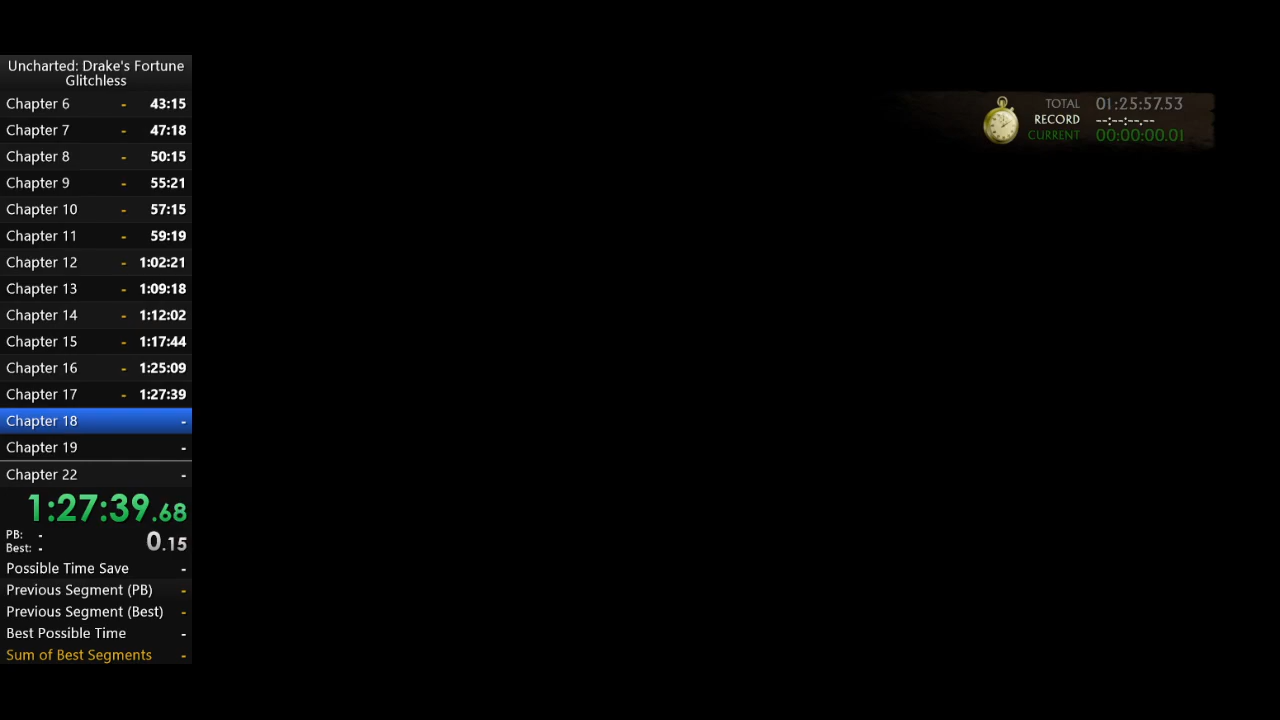 Uncharted: Drake's Fortune
Glitchless
Chapter 6 - 43:15
Chapter 7 - 47:18
Chapter 8 - 50:15
Chapter 9 - 55:21
Chapter 10 - 57:15
Chapter 11 - 59:19
Chapter 12 - 1:02:21
Chapter 13 - 1:09:18
Chapter 14 - 1:12:02
Chapter 15 - 1:17:44
Chapter 16 - 1:25:09
Chapter 17 - 1:27:39
Chapter 18 -
Chapter 19 -
Chapter 22 -
1:27:39.68
PB: -
Best: -
0.15
Possible Time Save -
Previous Segment (PB) -
Previous Segment (Best) -
Best Possible Time -
Sum of Best Segments -
TOTAL 01:25:57.53
RECORD --:--:--.--
CURRENT 00:00:00.01